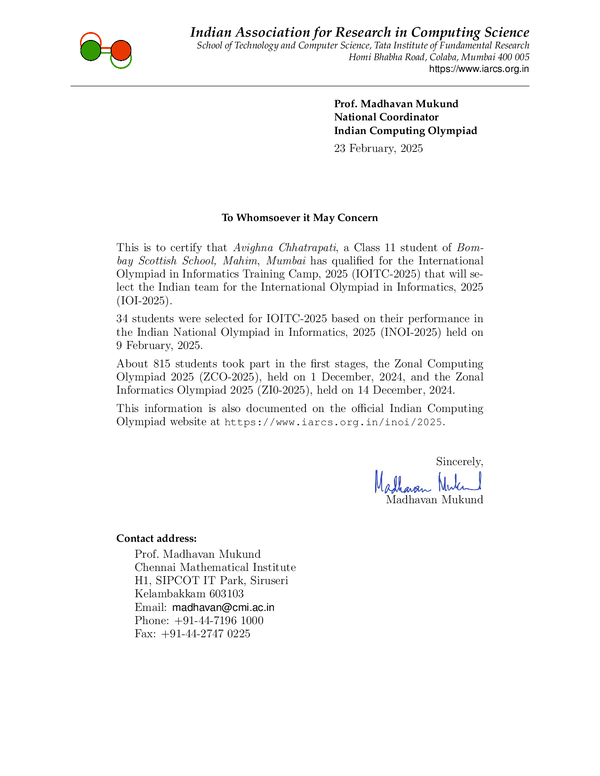 Indian Association for Research in Computing Science
School of Technology and Computer Science, Tata Institute of Fundamental Research
Homi Bhabha Road, Colaba, Mumbai 400 005
https://www.iarcs.org.in
Prof. Madhavan Mukund
National Coordinator
Indian Computing Olympiad
23 February, 2025
To Whomsoever it May Concern
This is to certify that Avighna Chhatrapati, a Class 11 student of Bom-
bay Scottish School, Mahim, Mumbai has qualified for the International
Olympiad in Informatics Training Camp, 2025 (IOITC-2025) that will se-
lect the Indian team for the International Olympiad in Informatics, 2025
(IOI-2025).
34 students were selected for IOITC-2025 based on their performance in
the Indian National Olympiad in Informatics, 2025 (INOI-2025) held on
9 February, 2025.
About 815 students took part in the first stages, the Zonal Computing
Olympiad 2025 (ZCO-2025), held on 1 December, 2024, and the Zonal
Informatics Olympiad 2025 (ZI0-2025), held on 14 December, 2024.
This information is also documented on the official Indian Computing
Olympiad website at https://www.iarcs.org.in/inoi/2025.
Sincerely,
Madhavan Mukund
Madhavan Mukund
Contact address:
Prof. Madhavan Mukund
Chennai Mathematical Institute
H1, SIPCOT IT Park, Siruseri
Kelambakkam 603103
Email: madhavan@cmi.ac.in
Phone: +91-44-7196 1000
Fax: +91-44-2747 0225